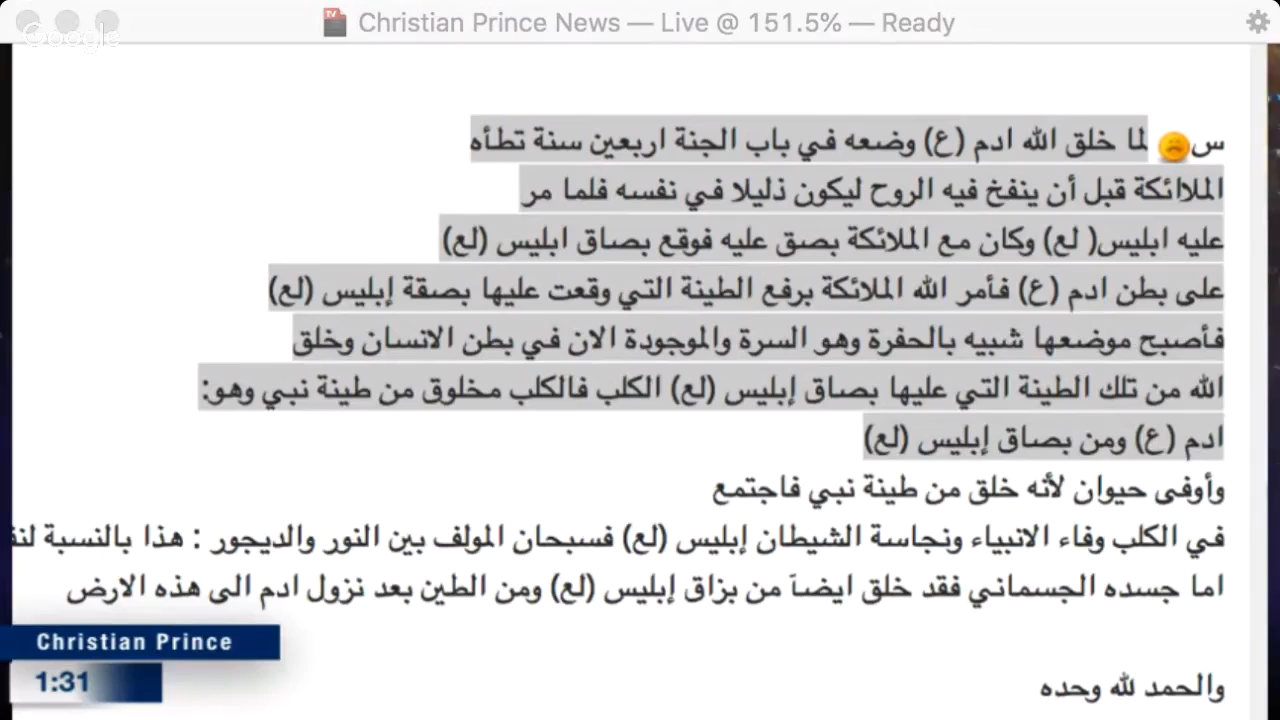 Google
Christian Prince News — Live @ 151.5% — Ready
س لما خلق الله ادم (ع) وضعه في باب الجنة اربعين سنة تطأه
الملاائكة قبل أن ينفخ فيه الروح ليكون ذليلا في نفسه فلما مر
عليه ابليس( لع) وكان مع الملائكة بصق عليه فوقع بصاق ابليس (لع)
على بطن ادم (ع) فأمر الله الملائكة برفع الطينة التي وقعت عليها بصقة إبليس (لع)
فأصبح موضعها شبيه بالحفرة وهو السرة والموجودة الان في بطن الانسان وخلق
الله من تلك الطينة التي عليها بصاق إبليس (لع) الكلب فالكلب مخلوق من طينة نبي وهو:
ادم (ع) ومن بصاق إبليس (لع)
وأوفى حيوان لأنه خلق من طينة نبي فاجتمع
في الكلب وفاء الانبياء ونجاسة الشيطان إبليس (لع) فسبحان المولف بين النور والديجور : هذا بالنسبة
اما جسده الجسماني فقد خلق ايضاَ من بزاق إبليس (لع) ومن الطين بعد نزول ادم الى هذه الارض
Christian Prince
1:31
والحمد لله وحده